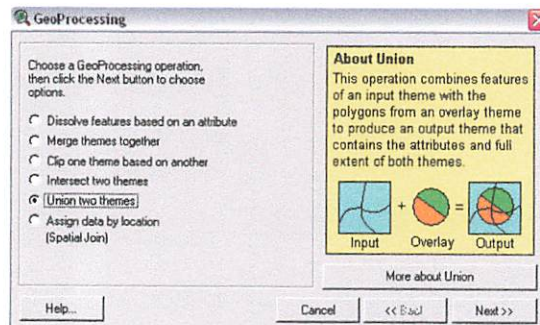 GeoProcessing
Choose a GeoProcessing operation,
then click the Next button to choose
options.
Dissolve features based on an attribute
Merge themes together
Clip one theme based on another
Intersect two themes
Union two themes
Assign data by location
(Spatial Join)
About Union
This operation combines features
of an input theme with the
polygons from an overlay theme
to produce an output theme that
contains the attributes and full
extent of both themes.
+ =
Input Overlay Output
More about Union
Help... Cancel << Back Next >>